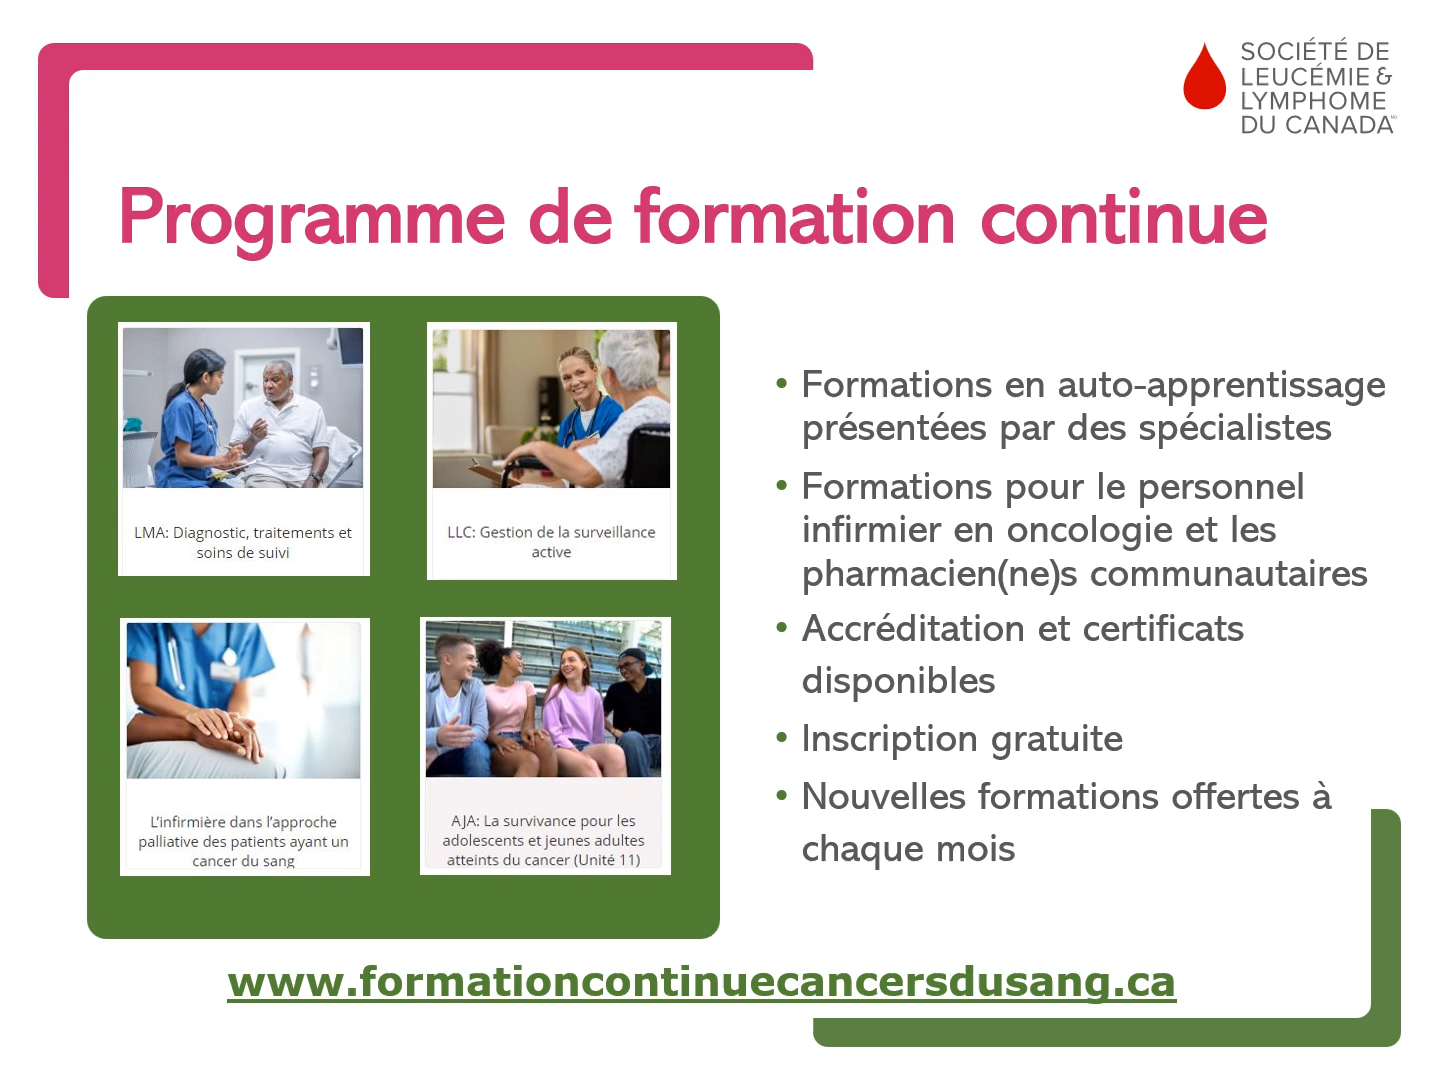 SOCIÉTÉ DE
LEUCÉMIE &
LYMPHOME
DU CANADA MD
Programme de formation continue
LMA: Diagnostic, traitements et
soins de suivi
LLC: Gestion de la surveillance
active
L'infirmière dans l'approche
palliative des patients ayant un
cancer du sang
AJA: La survivance pour les
adolescents et jeunes adultes
atteints du cancer (Unité 11)
• Formations en auto-apprentissage
présentées par des spécialistes
• Formations pour le personnel
infirmier en oncologie et les
pharmacien(ne)s communautaires
• Accréditation et certificats
disponibles
• Inscription gratuite
• Nouvelles formations offertes à
chaque mois
www.formationcontinuecancersdusang.ca